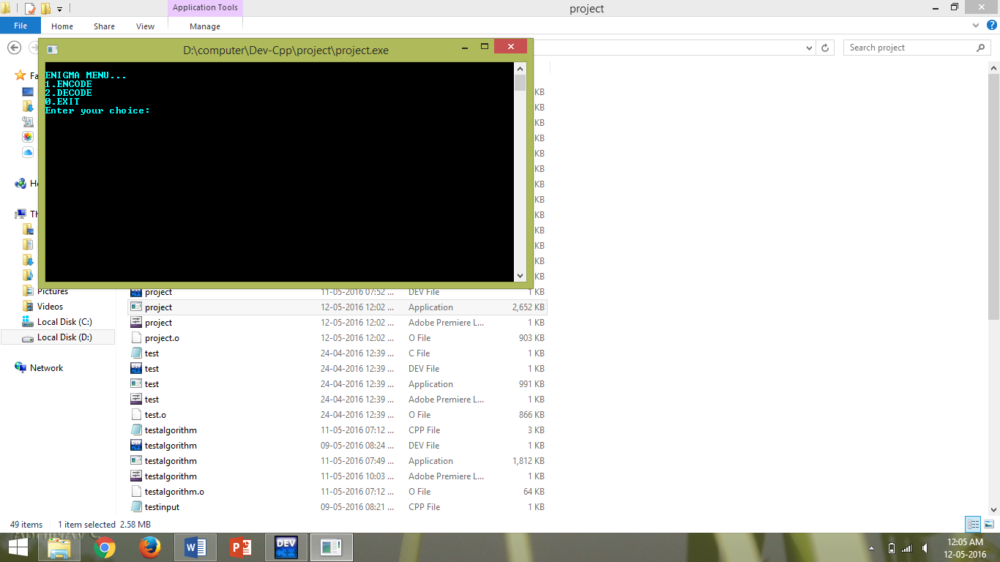 Application Tools
project
File
Home
Share
View
Manage
Search project
D:\computer\Dev-Cpp\project\project.exe
ENIGMA MENU...
1.ENCODE
2.DECODE
0.EXIT
Enter your choice:
Pictures
Videos
Local Disk (C:)
Local Disk (D:)
Network
KB
KB
KB
KB
KB
KB
KB
KB
KB
KB
KB
KB
KB
project 11-05-2016 07:52 ... DEV File 1 KB
project 12-05-2016 12:02 ... Application 2,652 KB
project 12-05-2016 12:02 ... Adobe Premiere L... 1 KB
project.o 12-05-2016 12:02 ... O File 903 KB
test 24-04-2016 12:39 ... C File 1 KB
test 24-04-2016 12:39 ... DEV File 1 KB
test 24-04-2016 12:39 ... Application 991 KB
test 24-04-2016 12:39 ... Adobe Premiere L... 1 KB
test.o 24-04-2016 12:39 ... O File 866 KB
testalgorithm 11-05-2016 07:12 ... CPP File 3 KB
testalgorithm 09-05-2016 08:24 ... DEV File 1 KB
testalgorithm 11-05-2016 07:49 ... Application 1,812 KB
testalgorithm 11-05-2016 10:03 ... Adobe Premiere L... 1 KB
testalgorithm.o 11-05-2016 07:12 ... O File 64 KB
testinput 09-05-2016 08:21 ... CPP File 1 KB
49 items 1 item selected 2.58 MB
DEV
12:05 AM
12-05-2016